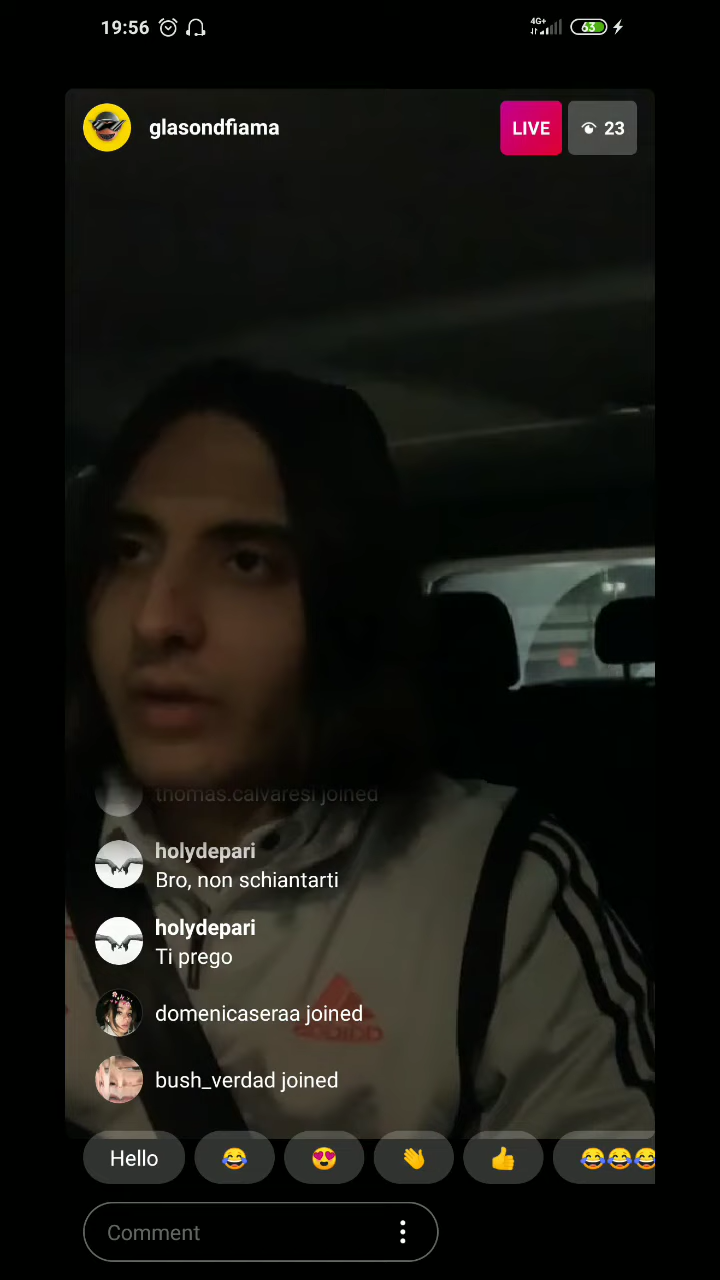 19:56
4G+
63
glasondfiama
LIVE
23
thomas.calvaresi joined
holydepari
Bro, non schiantarti
holydepari
Ti prego
domenicaseraa joined
bush_verdad joined
adidas
Hello
Comment